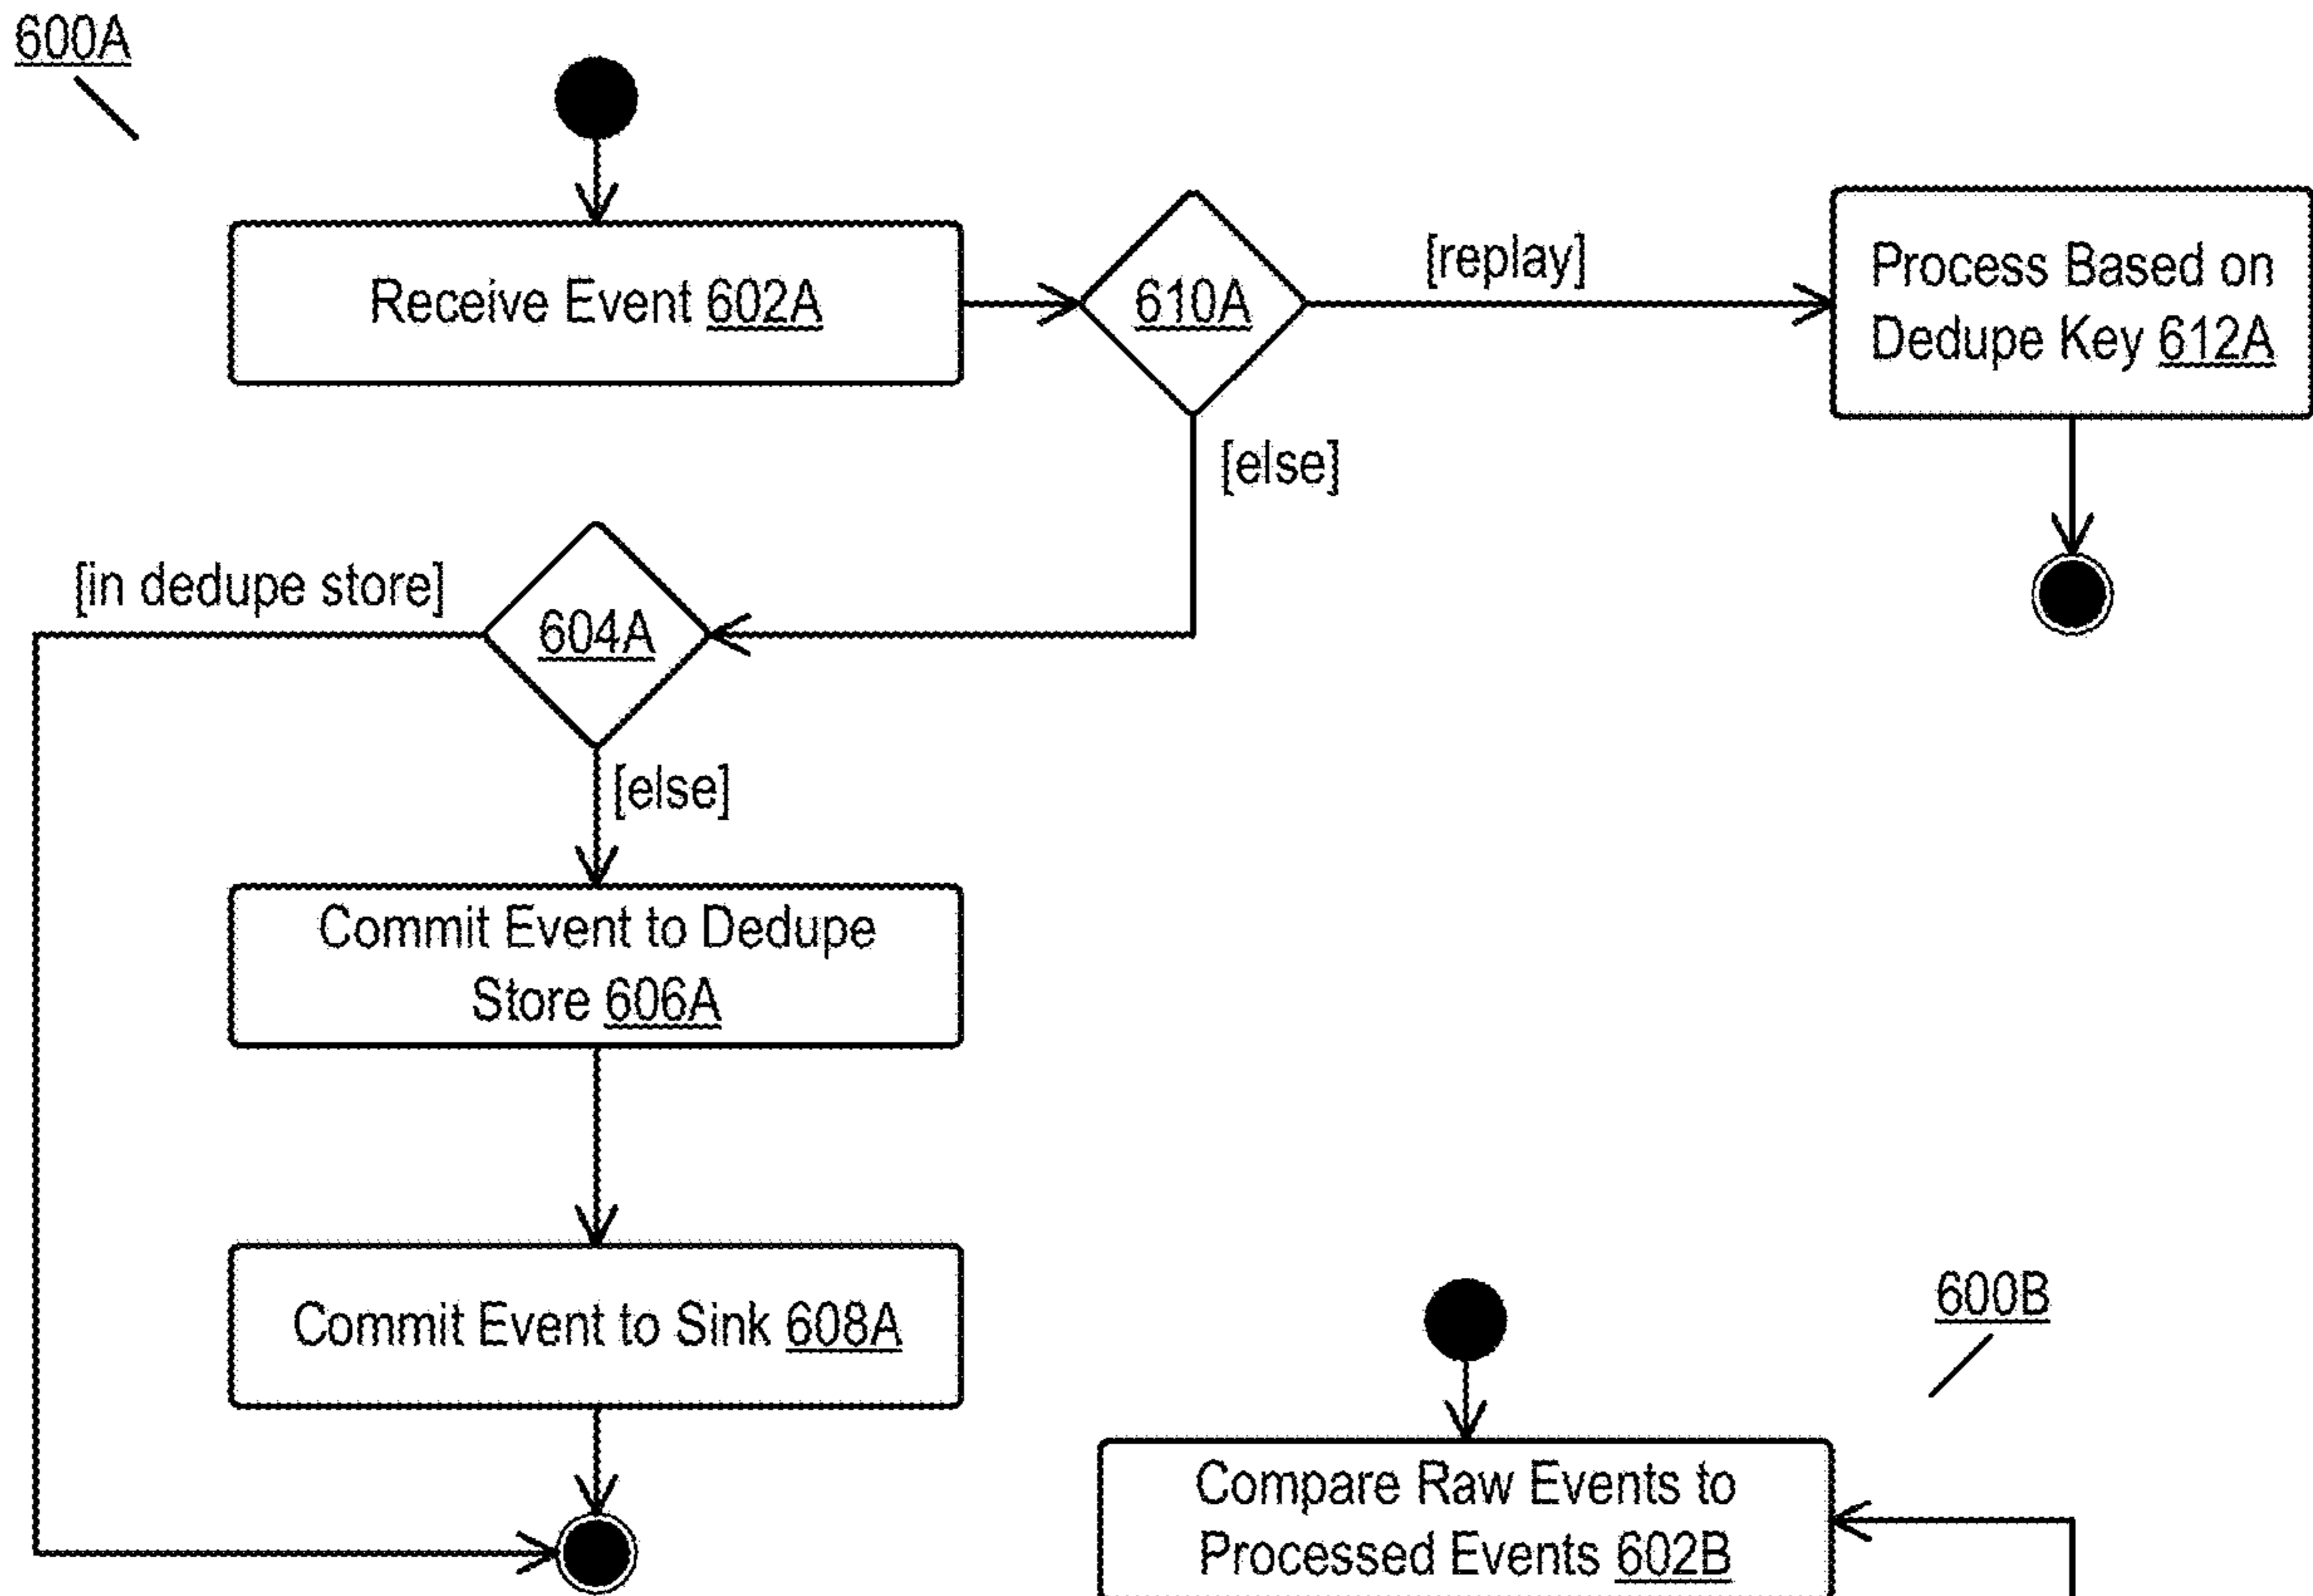 600A
Receive Event 602A
610A
[replay]
Process Based on
Dedupe Key 612A
[else]
[in dedupe store]
604A
[else]
Commit Event to Dedupe
Store 606A
Commit Event to Sink 608A
600B
Compare Raw Events to
Processed Events 602B